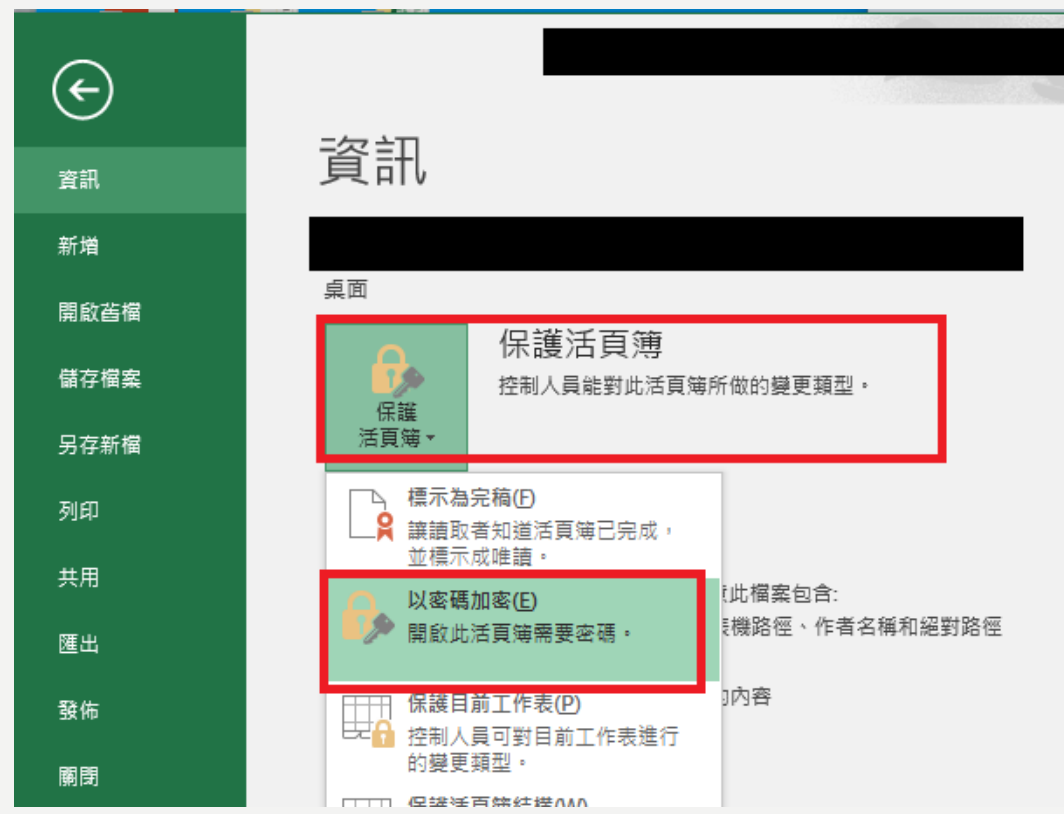 資訊
資訊
新增
開啟舊檔
儲存檔案
另存新檔
列印
共用
匯出
發佈
關閉
桌面
保護
活頁簿
保護活頁簿
控制人員能對此活頁簿所做的變更類型。
標示為完稿(F)
讓讀取者知道活頁簿已完成，
並標示成唯讀。
以密碼加密(E)
開啟此活頁簿需要密碼。
此檔案包含:
機路徑、作者名稱和絕對路徑
的內容
保護目前工作表(P)
控制人員可對目前工作表進行
的變更類型。
保護活頁簿結構(W)